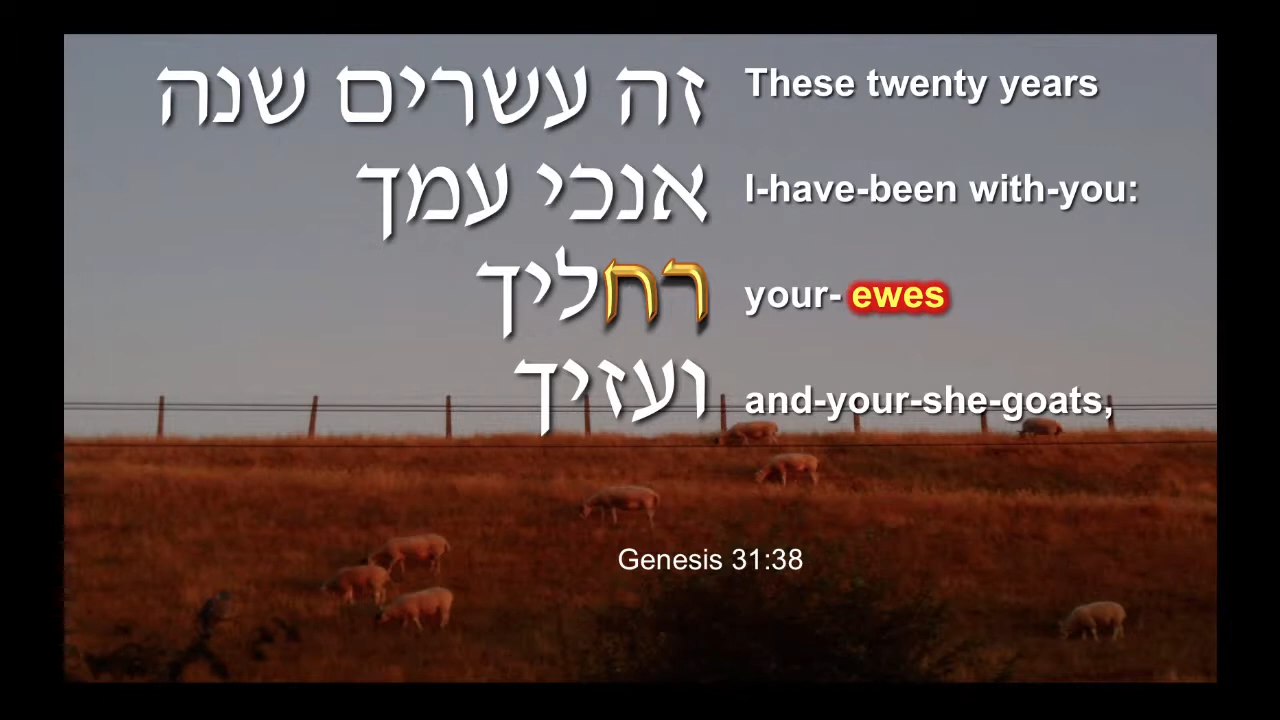 זה עשרים שנה These twenty years
אנכי עמך I-have-been with-you:
רחליך your- ewes
ועזיך and-your-she-goats,
Genesis 31:38